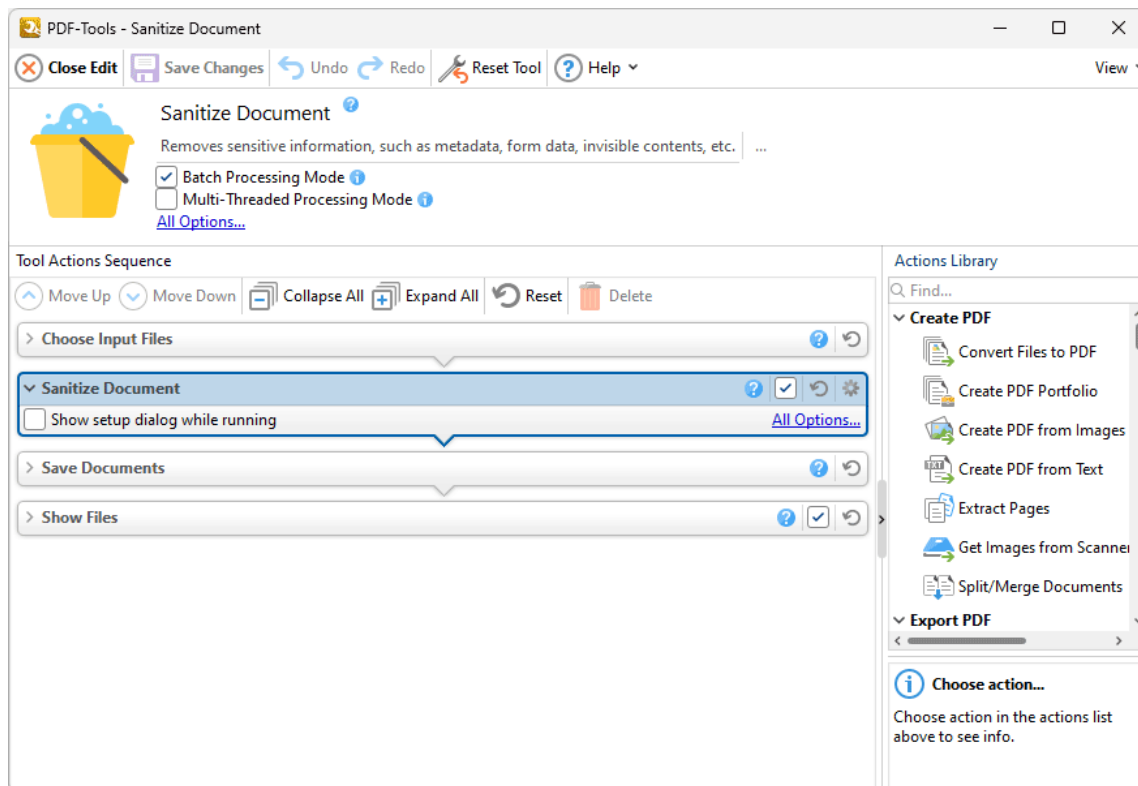 PDF-Tools - Sanitize Document
Close Edit Save Changes Undo Redo Reset Tool Help View
Sanitize Document
Removes sensitive information, such as metadata, form data, invisible contents, etc. ...
Batch Processing Mode
Multi-Threaded Processing Mode
All Options...
Tool Actions Sequence
Move Up Move Down Collapse All Expand All Reset Delete
Choose Input Files
Sanitize Document
Show setup dialog while running All Options...
Save Documents
Show Files
Actions Library
Find...
Create PDF
Convert Files to PDF
Create PDF Portfolio
Create PDF from Images
TXT Create PDF from Text
Extract Pages
Get Images from Scanner
Split/Merge Documents
Export PDF
Choose action...
Choose action in the actions list
above to see info.